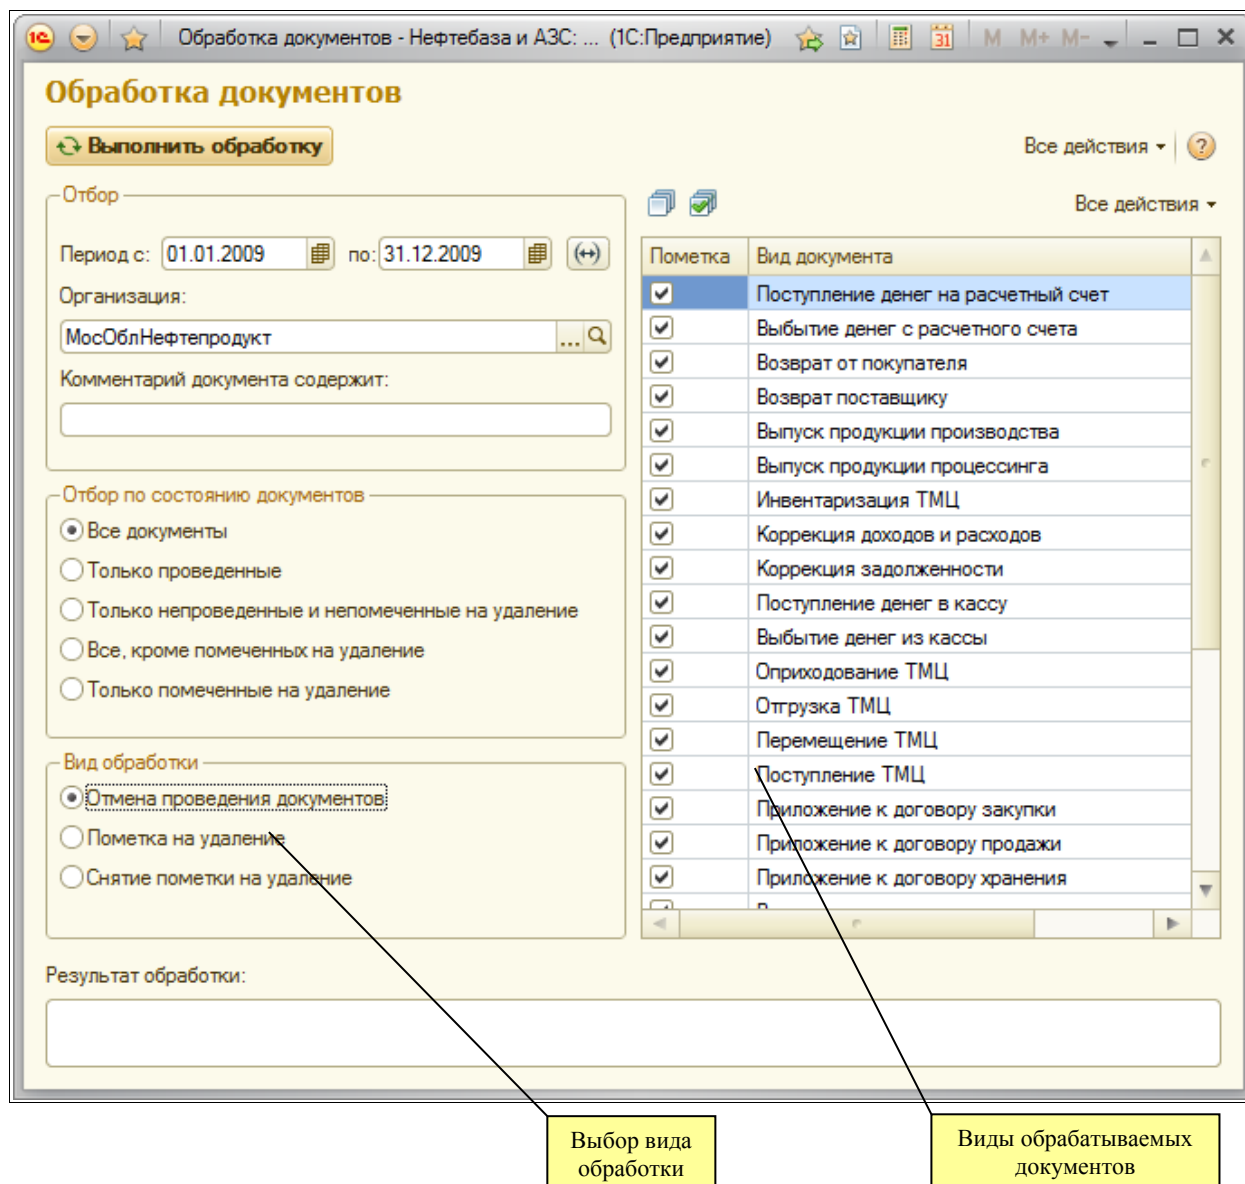 Обработка документов - Нефтебаза и АЗС: ... (1С:Предприятие) 31 M M+ M-
Обработка документов
Выполнить обработку
Все действия ?
Отбор
Период с: 01.01.2009 по: 31.12.2009
Организация:
МосОблНефтепродукт ...
Комментарий документа содержит:
Отбор по состоянию документов
Все документы
Только проведенные
Только непроведенные и непомеченные на удаление
Все, кроме помеченных на удаление
Только помеченные на удаление
Вид обработки
Отмена проведения документов
Пометка на удаление
Снятие пометки на удаление
Все действия
Пометка Вид документа
Поступление денег на расчетный счет
Выбытие денег с расчетного счета
Возврат от покупателя
Возврат поставщику
Выпуск продукции производства
Выпуск продукции процессинга
Инвентаризация ТМЦ
Коррекция доходов и расходов
Коррекция задолженности
Поступление денег в кассу
Выбытие денег из кассы
Оприходование ТМЦ
Отгрузка ТМЦ
Перемещение ТМЦ
Поступление ТМЦ
Приложение к договору закупки
Приложение к договору продажи
Приложение к договору хранения
Результат обработки:
Выбор вида
обработки
Виды обрабатываемых
документов